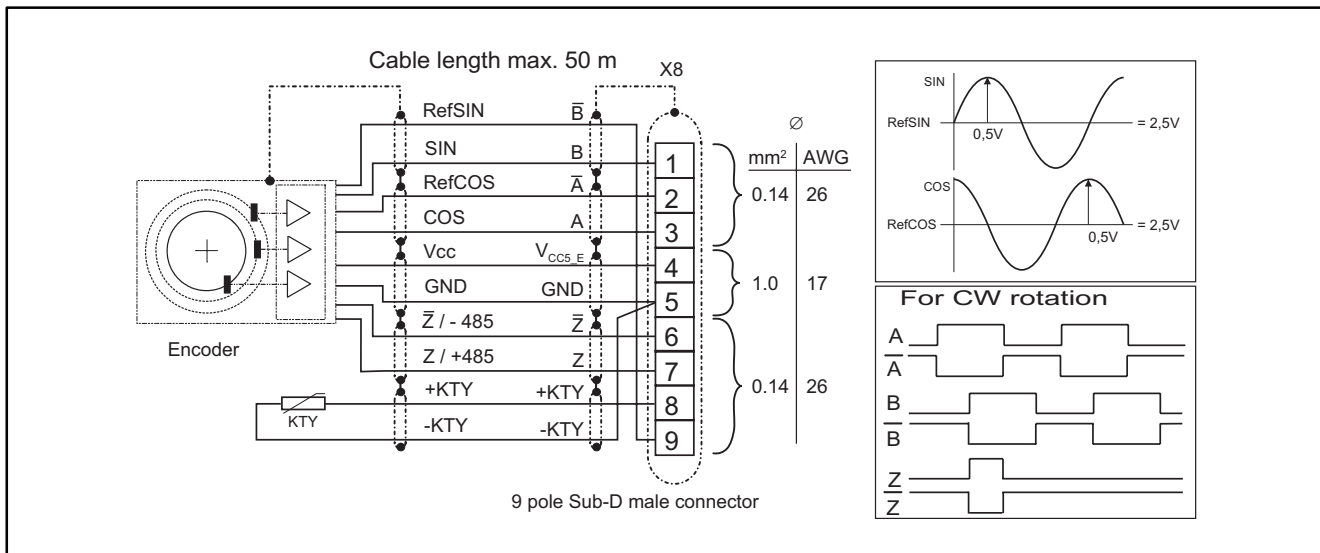 Cable length max. 50 m
X8
RefSIN B̅
SIN B
RefCOS A̅
COS A
Vcc V_CC5_E
GND GND
Z̅ / - 485 Z̅
Z / +485 Z
+KTY +KTY
-KTY -KTY
KTY
Encoder
1
2
3
4
5
6
7
8
9
9 pole Sub-D male connector
∅
mm² AWG
0.14 26
1.0 17
0.14 26
SIN
RefSIN
0,5V
= 2,5V
COS
RefCOS
0,5V
= 2,5V
For CW rotation
A
A̅
B
B̅
Z
Z̅